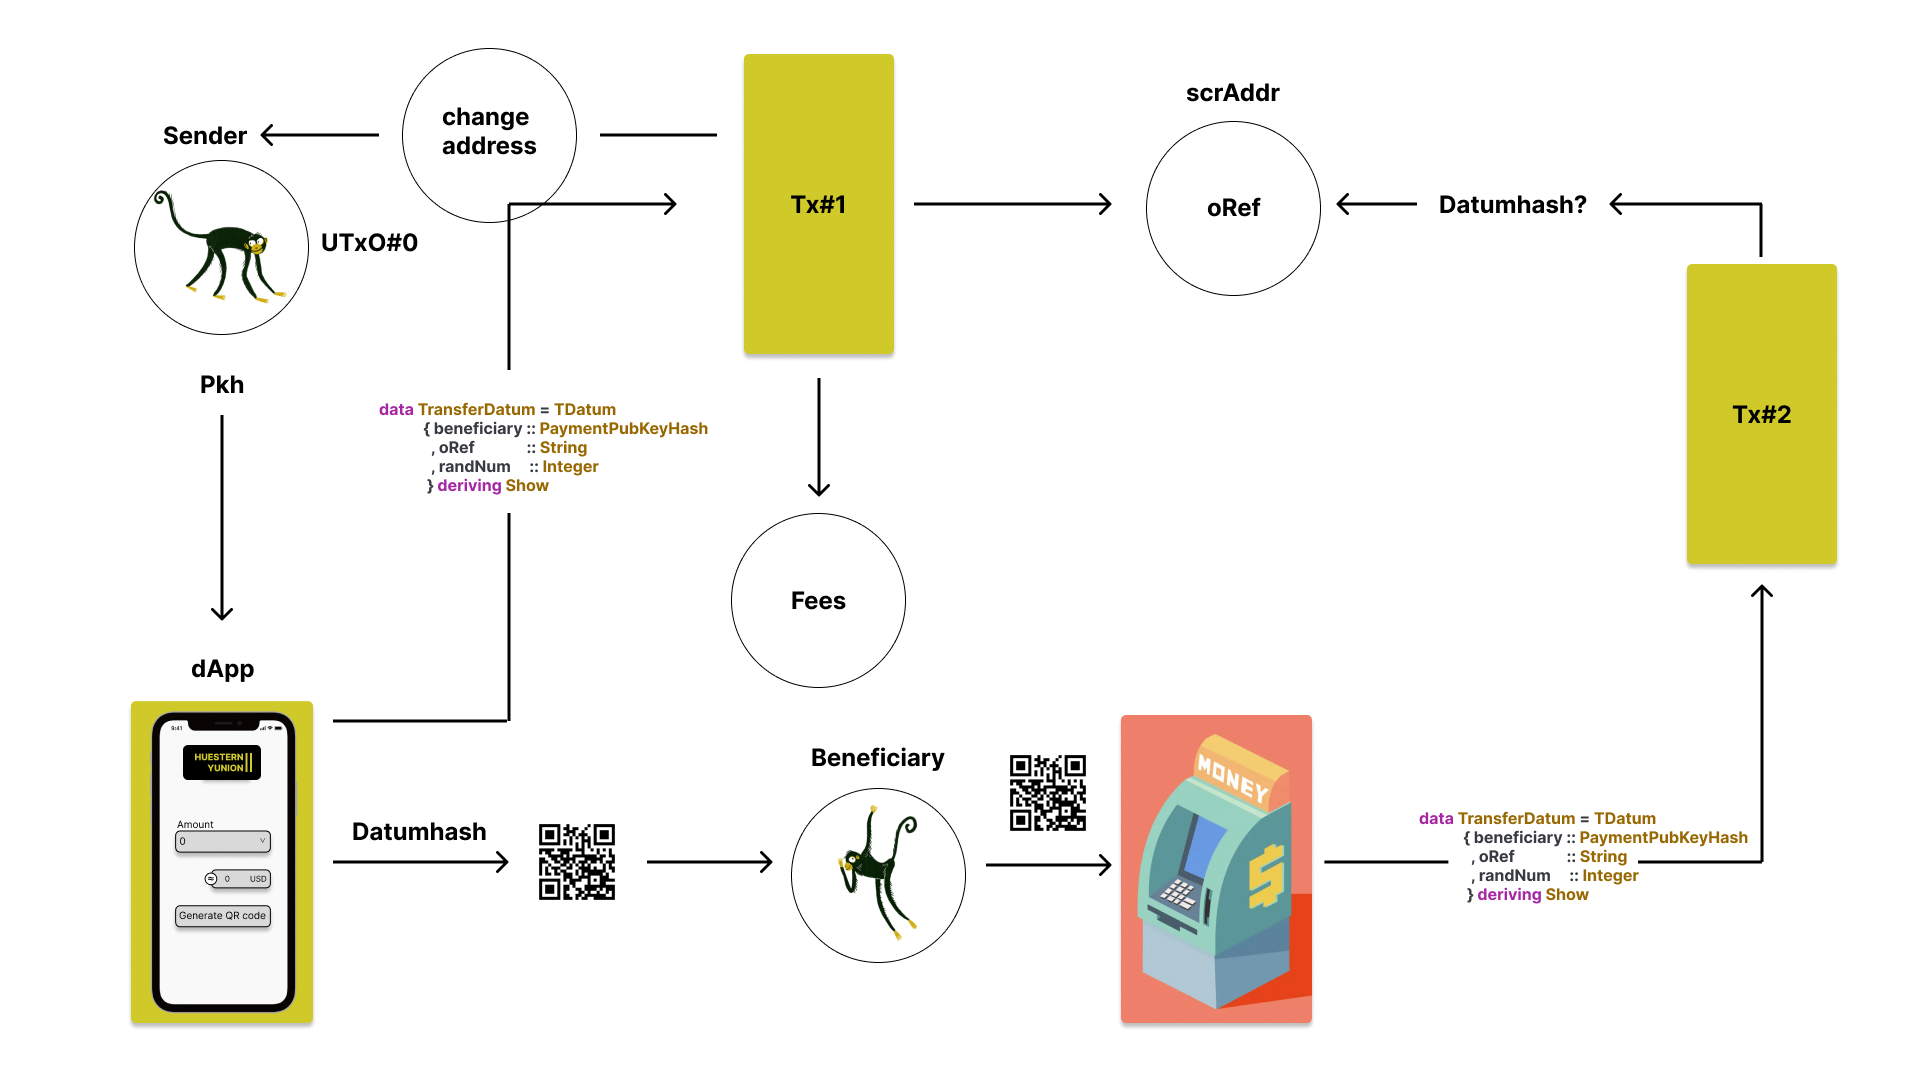 change
address
Sender
UTxO#0
Tx#1
scrAddr
oRef
Datumhash?
Pkh
data TransferDatum = TDatum
{ beneficiary :: PaymentPubKeyHash
, oRef :: String
, randNum :: Integer
} deriving Show
Tx#2
Fees
dApp
9:41
HUESTERN
YUNION
Amount
0
≈ 0 USD
Generate QR code
Datumhash
Beneficiary
MONEY
$
data TransferDatum = TDatum
{ beneficiary :: PaymentPubKeyHash
, oRef :: String
, randNum :: Integer
} deriving Show